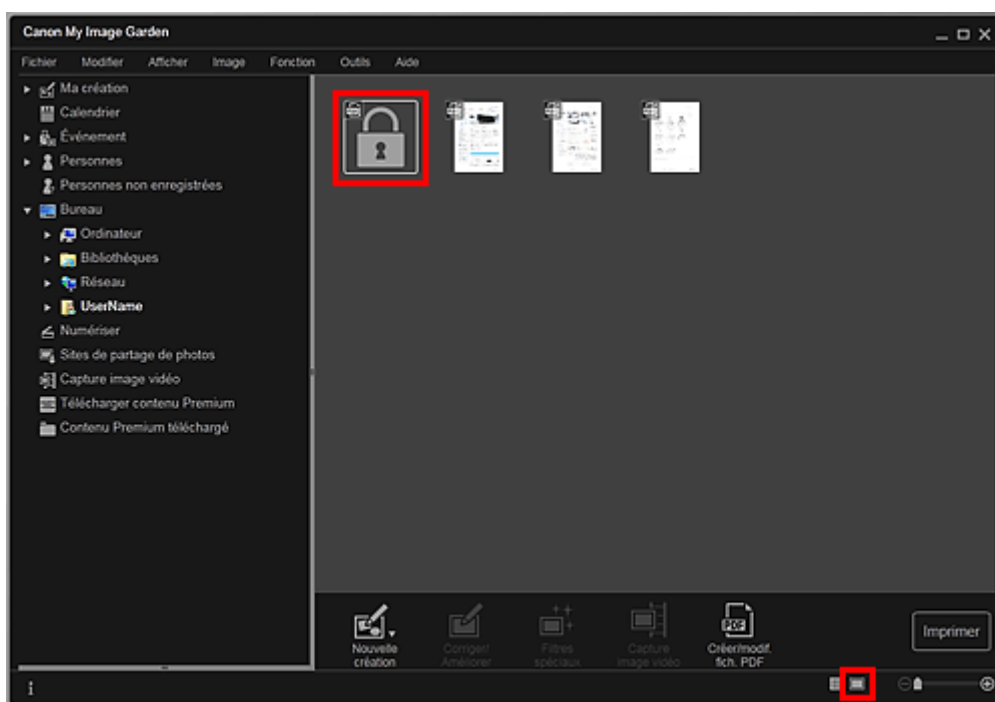 Canon My Image Garden
Fichier Modifier Afficher Image Fonction Outils Aide
Ma création
Calendrier
Événement
Personnes
Personnes non enregistrées
Bureau
Ordinateur
Bibliothèques
Réseau
UserName
Numériser
Sites de partage de photos
Capture image vidéo
Télécharger contenu Premium
Contenu Premium téléchargé
Nouvelle
création
Corriger/
Améliorer
Filtres
spéciaux
Capture
image vidéo
PDF
Créer/modif.
fich. PDF
Imprimer